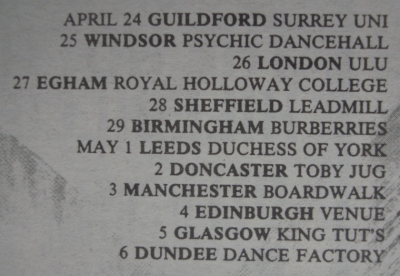 APRIL 24 GUILDFORD SURREY UNI
25 WINDSOR PSYCHIC DANCEHALL
26 LONDON ULU
27 EGHAM ROYAL HOLLOWAY COLLEGE
28 SHEFFIELD LEADMILL
29 BIRMINGHAM BURBERRIES
MAY 1 LEEDS DUCHESS OF YORK
2 DONCASTER TOBY JUG
3 MANCHESTER BOARDWALK
4 EDINBURGH VENUE
5 GLASGOW KING TUT'S
6 DUNDEE DANCE FACTORY